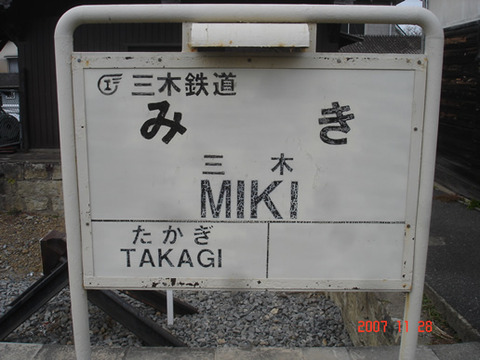 三木鉄道
みき
三木
MIKI
たかぎ
TAKAGI
2007 11 28